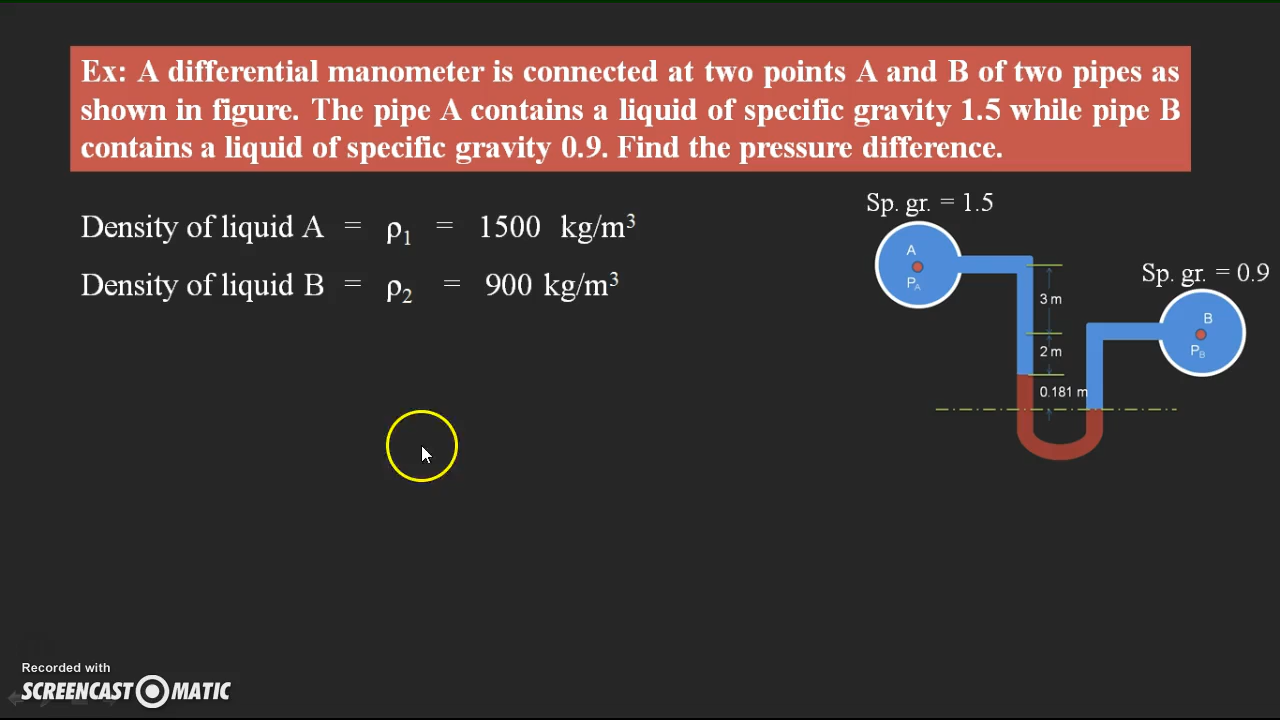 Ex: A differential manometer is connected at two points A and B of two pipes as
shown in figure. The pipe A contains a liquid of specific gravity 1.5 while pipe B
contains a liquid of specific gravity 0.9. Find the pressure difference.
Density of liquid A = ρ₁ = 1500 kg/m³
Density of liquid B = ρ₂ = 900 kg/m³
Sp. gr. = 1.5
A
P_A
3 m
2 m
0.181 m
Sp. gr. = 0.9
B
P_B
Recorded with
SCREENCAST MATIC